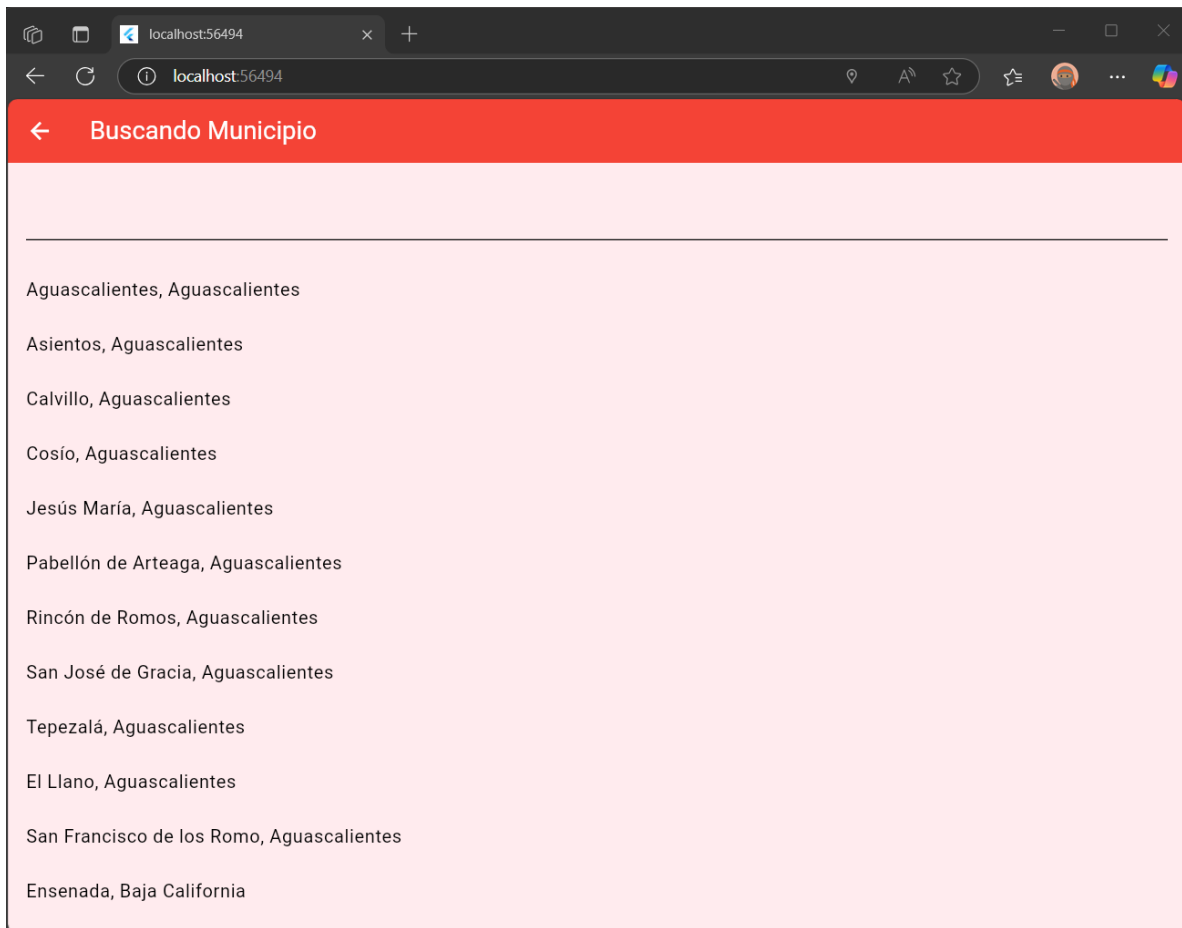 localhost:56494
localhost:56494
Buscando Municipio
Aguascalientes, Aguascalientes
Asientos, Aguascalientes
Calvillo, Aguascalientes
Cosío, Aguascalientes
Jesús María, Aguascalientes
Pabellón de Arteaga, Aguascalientes
Rincón de Romos, Aguascalientes
San José de Gracia, Aguascalientes
Tepezalá, Aguascalientes
El Llano, Aguascalientes
San Francisco de los Romo, Aguascalientes
Ensenada, Baja California